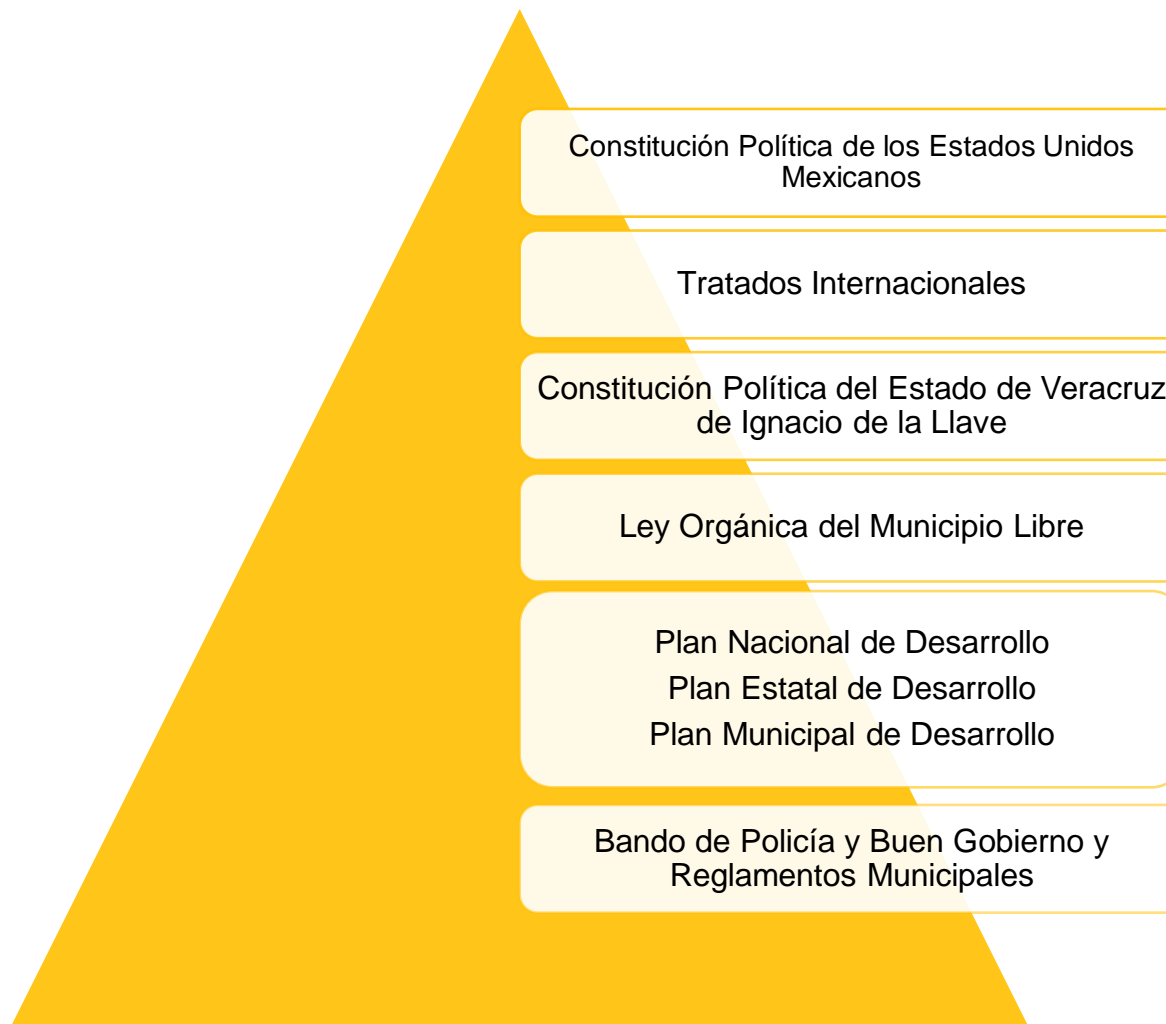 Constitución Política de los Estados Unidos
Mexicanos
Tratados Internacionales
Constitución Política del Estado de Veracruz
de Ignacio de la Llave
Ley Orgánica del Municipio Libre
Plan Nacional de Desarrollo
Plan Estatal de Desarrollo
Plan Municipal de Desarrollo
Bando de Policía y Buen Gobierno y
Reglamentos Municipales